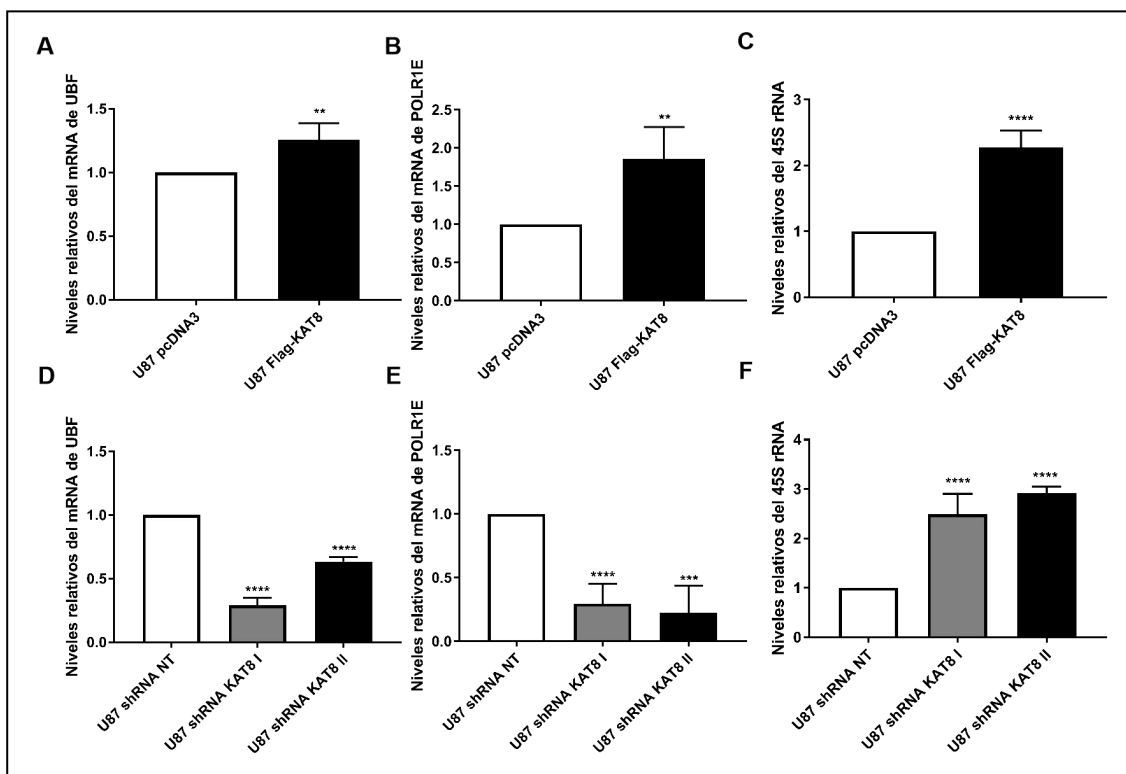 A
Niveles relativos del mRNA de UBF
1.5
1.0
0.5
0.0
**
U87 pcDNA3
U87 Flag-KAT8
B
Niveles relativos del mRNA de POLR1E
2.5
2.0
1.5
1.0
0.5
0.0
**
U87 pcDNA3
U87 Flag-KAT8
C
Niveles relativos del 45S rRNA
3
2
1
0
****
U87 pcDNA3
U87 Flag-KAT8
D
Niveles relativos del mRNA de UBF
1.5
1.0
0.5
0.0
****
****
U87 shRNA NT
U87 shRNA KAT8 I
U87 shRNA KAT8 II
E
Niveles relativos del mRNA de POLR1E
1.5
1.0
0.5
0.0
****
***
U87 shRNA NT
U87 shRNA KAT8 I
U87 shRNA KAT8 II
F
Niveles relativos del 45S rRNA
4
3
2
1
0
****
****
U87 shRNA NT
U87 shRNA KAT8 I
U87 shRNA KAT8 II